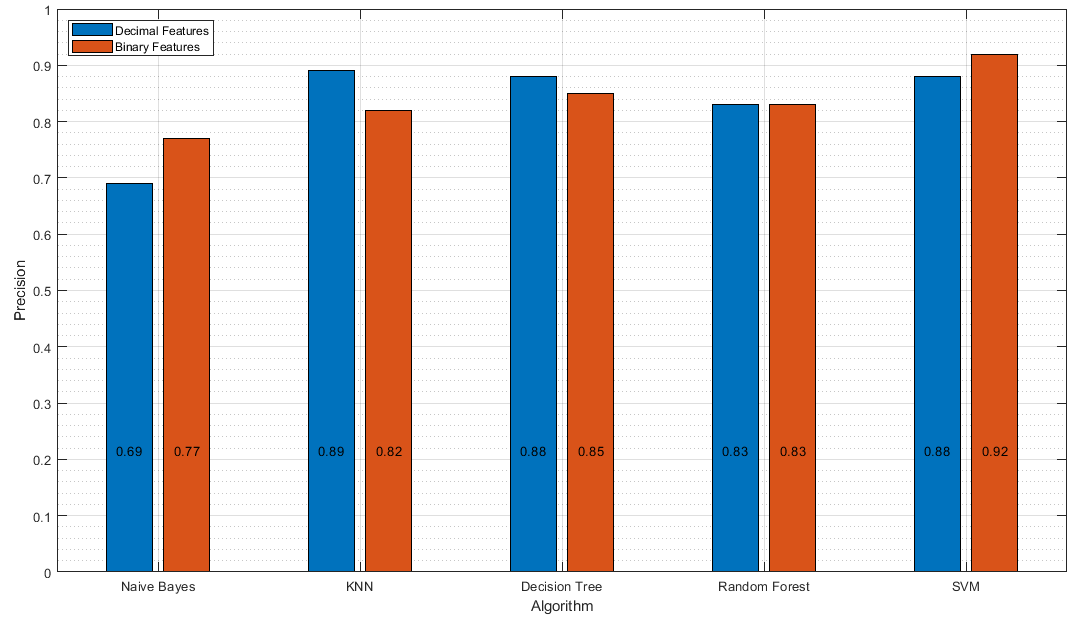 Decimal Features
Binary Features
1
0.9
0.8
0.7
0.6
0.5
0.4
0.3
0.2
0.1
0
Precision
0.69 0.77 0.89 0.82 0.88 0.85 0.83 0.83 0.88 0.92
Naive Bayes KNN Decision Tree Random Forest SVM
Algorithm